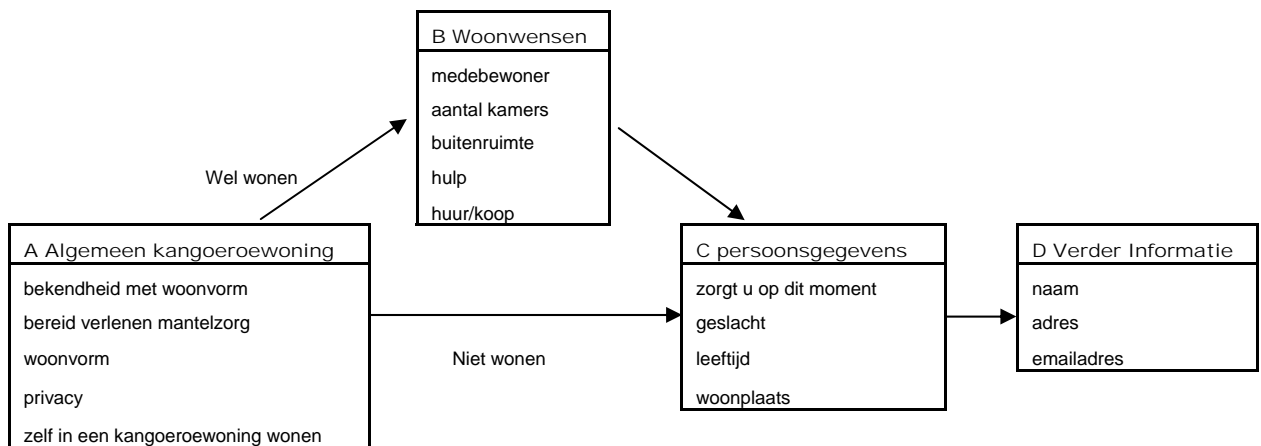 B Woonwensen
medebewoner
aantal kamers
buitenruimte
hulp
huur/koop
Wel wonen
A Algemeen kangoeroewoning
bekendheid met woonvorm
bereid verlenen mantelzorg
woonvorm
privacy
zelf in een kangoeroewoning wonen
Niet wonen
C persoonsgegevens
zorgt u op dit moment
geslacht
leeftijd
woonplaats
D Verder Informatie
naam
adres
emailadres